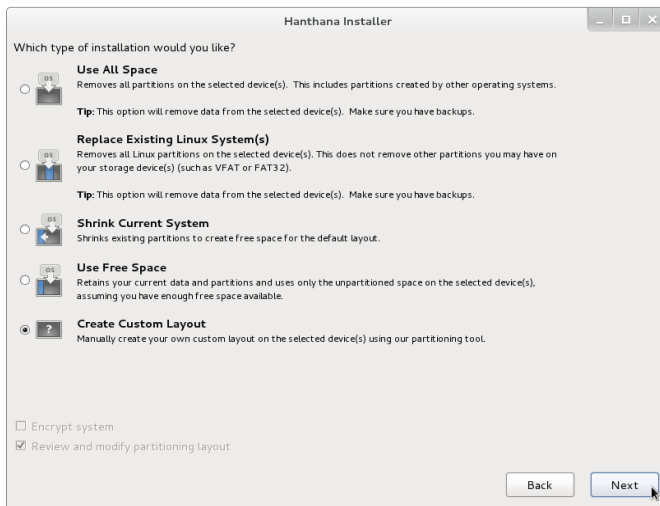 Hanthana Installer
Which type of installation would you like?
OS
Use All Space
Removes all partitions on the selected device(s). This includes partitions created by other operating systems.
Tip: This option will remove data from the selected device(s). Make sure you have backups.
OS
Replace Existing Linux System(s)
Removes all Linux partitions on the selected device(s). This does not remove other partitions you may have on
your storage device(s) (such as VFAT or FAT32).
Tip: This option will remove data from the selected device(s). Make sure you have backups.
OS
Shrink Current System
Shrinks existing partitions to create free space for the default layout.
OS
Use Free Space
Retains your current data and partitions and uses only the unpartitioned space on the selected device(s),
assuming you have enough free space available.
?
Create Custom Layout
Manually create your own custom layout on the selected device(s) using our partitioning tool.
Encrypt system
Review and modify partitioning layout
Back
Next